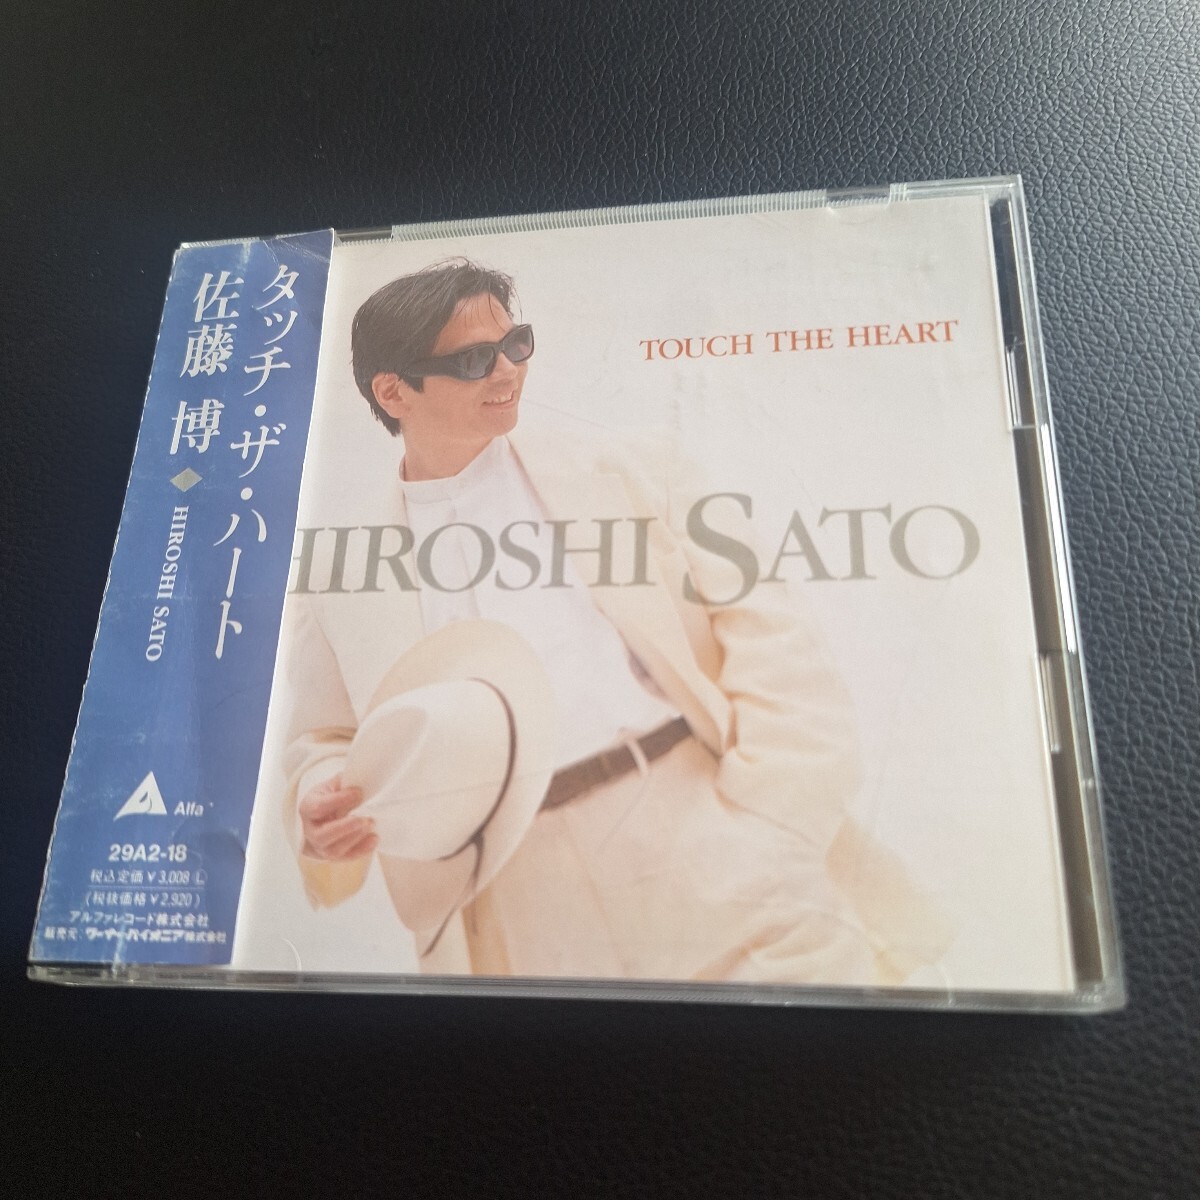 タッチ・ザ・ハート
佐藤 博
HIROSHI SATO
Alfa
29A2-18
税込定価¥3,008Ⓛ
(税抜価格¥2,920)
アルファレコード株式会社
販売元:ワーナーパイオニア株式会社
TOUCH THE HEART
HIROSHI SATO